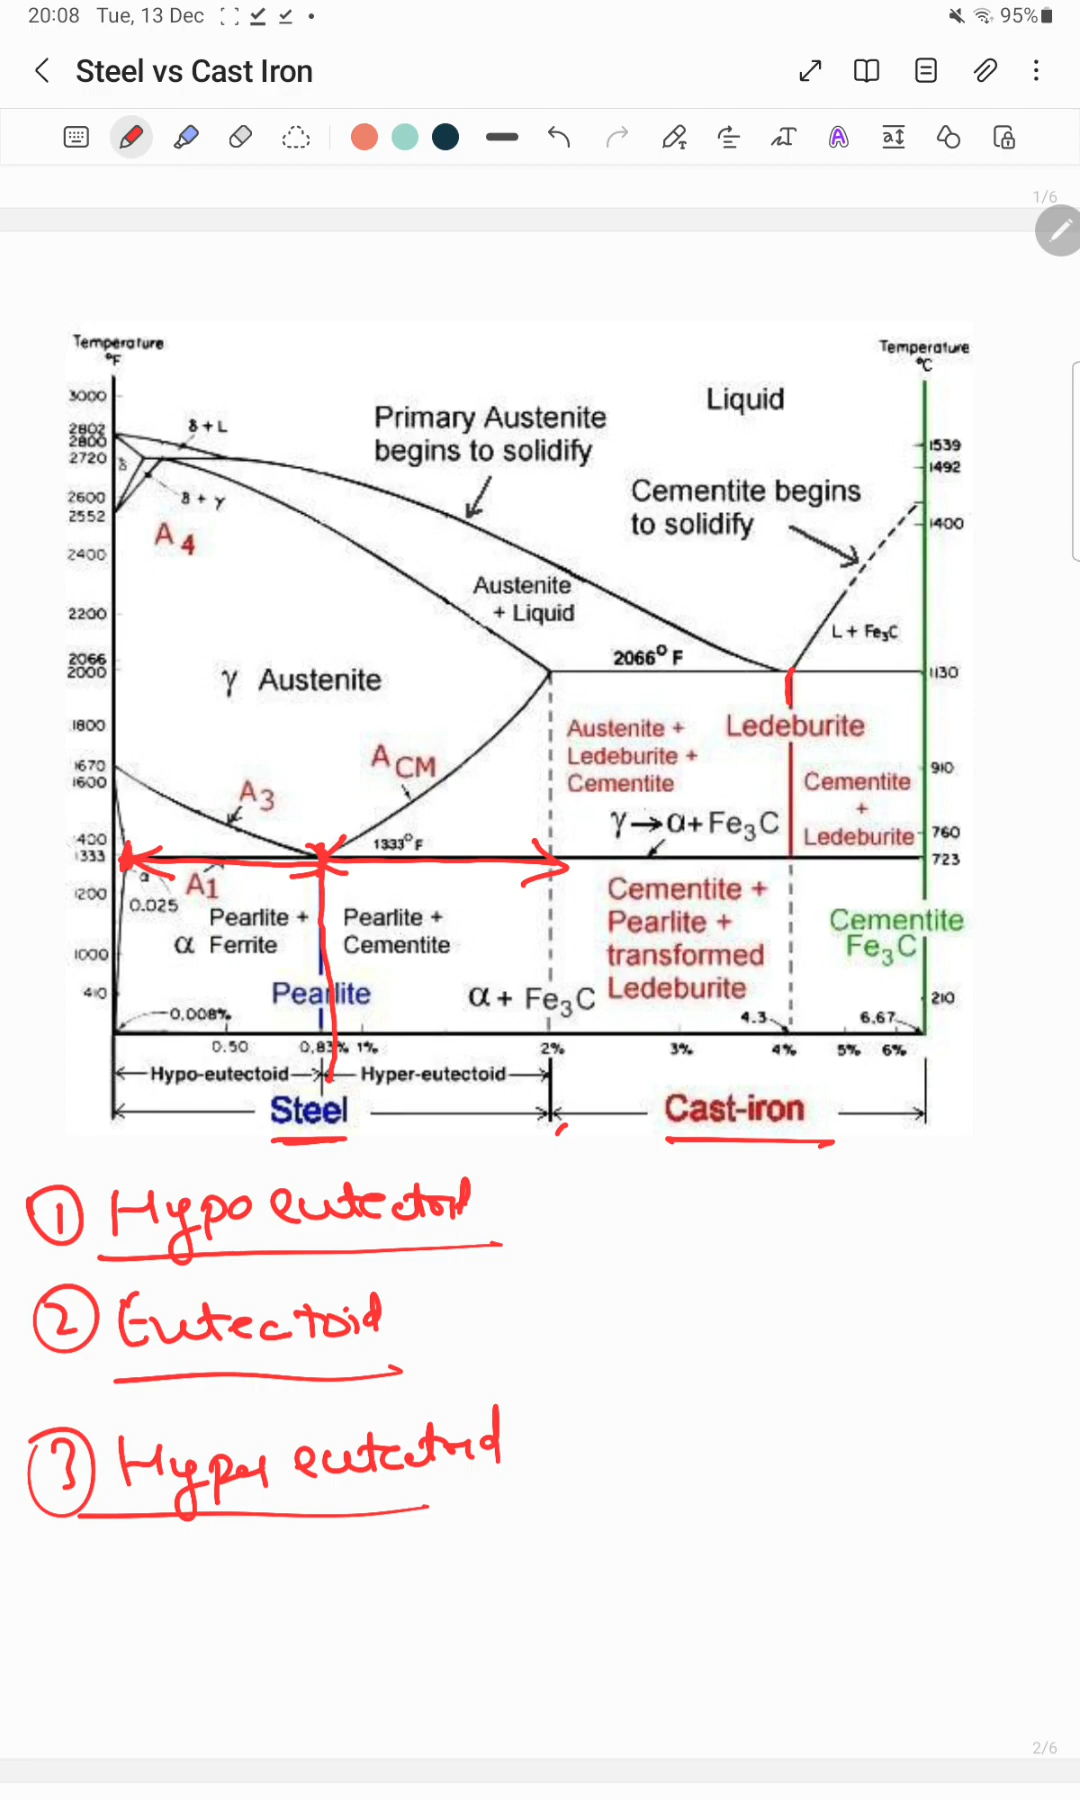 20:08 Tue, 13 Dec 95%
Steel vs Cast Iron
1/6
Temperature
°F
Temperature
°C
3000
2802
2800
2720
2600
2552
2400
2200
2066
2000
1800
1670
1600
1400
1333
1200
1000
410
δ + L
δ
δ + γ
A4
Primary Austenite
begins to solidify
Liquid
Cementite begins
to solidify
1539
1492
1400
Austenite
+ Liquid
L + Fe3C
2066° F
1130
γ Austenite
Austenite +
Ledeburite +
Cementite
Ledeburite
ACM
A3
910
Cementite
+
Ledeburite
1333° F
γ→α+Fe3C
760
723
α
A1
0.025
Pearlite +
α Ferrite
Pearlite +
Cementite
Cementite +
Pearlite +
transformed
Ledeburite
Cementite
Fe3C
Pearlite
α + Fe3C
210
0,008%
4.3
6.67
0.50 0,83% 1% 2% 3% 4% 5% 6%
Hypo-eutectoid Hyper-eutectoid
Steel Cast-iron
1 Hypo eutectoid
2 Eutectoid
3 Hyper eutectoid
2/6